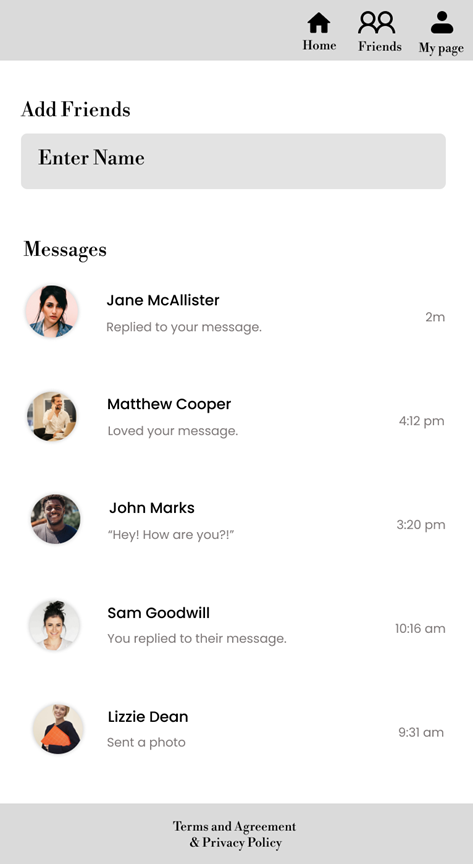 Home Friends My page
Add Friends
Enter Name
Messages
Jane McAllister
Replied to your message.
2m
Matthew Cooper
Loved your message.
4:12 pm
John Marks
“Hey! How are you?!”
3:20 pm
Sam Goodwill
You replied to their message.
10:16 am
Lizzie Dean
Sent a photo
9:31 am
Terms and Agreement
& Privacy Policy